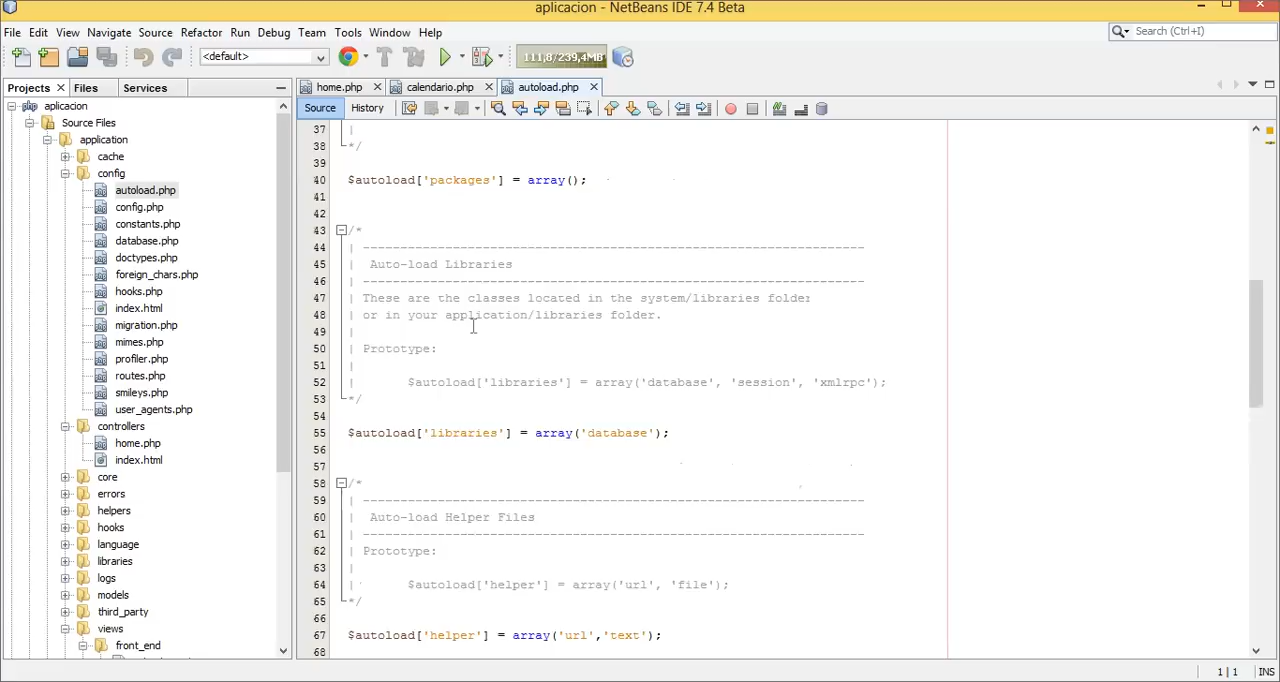 aplicacion - NetBeans IDE 7.4 Beta
File Edit View Navigate Source Refactor Run Debug Team Tools Window Help
Search (Ctrl+I)
<default>
111,8/239,4MB
Projects Files Services
home.php calendario.php autoload.php
Source History
aplicacion
Source Files
application
cache
config
autoload.php
config.php
constants.php
database.php
doctypes.php
foreign_chars.php
hooks.php
index.html
migration.php
mimes.php
profiler.php
routes.php
smileys.php
user_agents.php
controllers
home.php
index.html
core
errors
helpers
hooks
language
libraries
logs
models
third_party
views
front_end
37 |
38 */
39
40 $autoload['packages'] = array();
41
42
43 /*
44 | -------------------------------------------------------------------
45 |  Auto-load Libraries
46 | -------------------------------------------------------------------
47 | These are the classes located in the system/libraries folder
48 | or in your application/libraries folder.
49 |
50 | Prototype:
51 |
52 |       $autoload['libraries'] = array('database', 'session', 'xmlrpc');
53 */
54
55 $autoload['libraries'] = array('database');
56
57
58 /*
59 | -------------------------------------------------------------------
60 |  Auto-load Helper Files
61 | -------------------------------------------------------------------
62 | Prototype:
63 |
64 |       $autoload['helper'] = array('url', 'file');
65 */
66
67 $autoload['helper'] = array('url','text');
68
1 | 1 INS